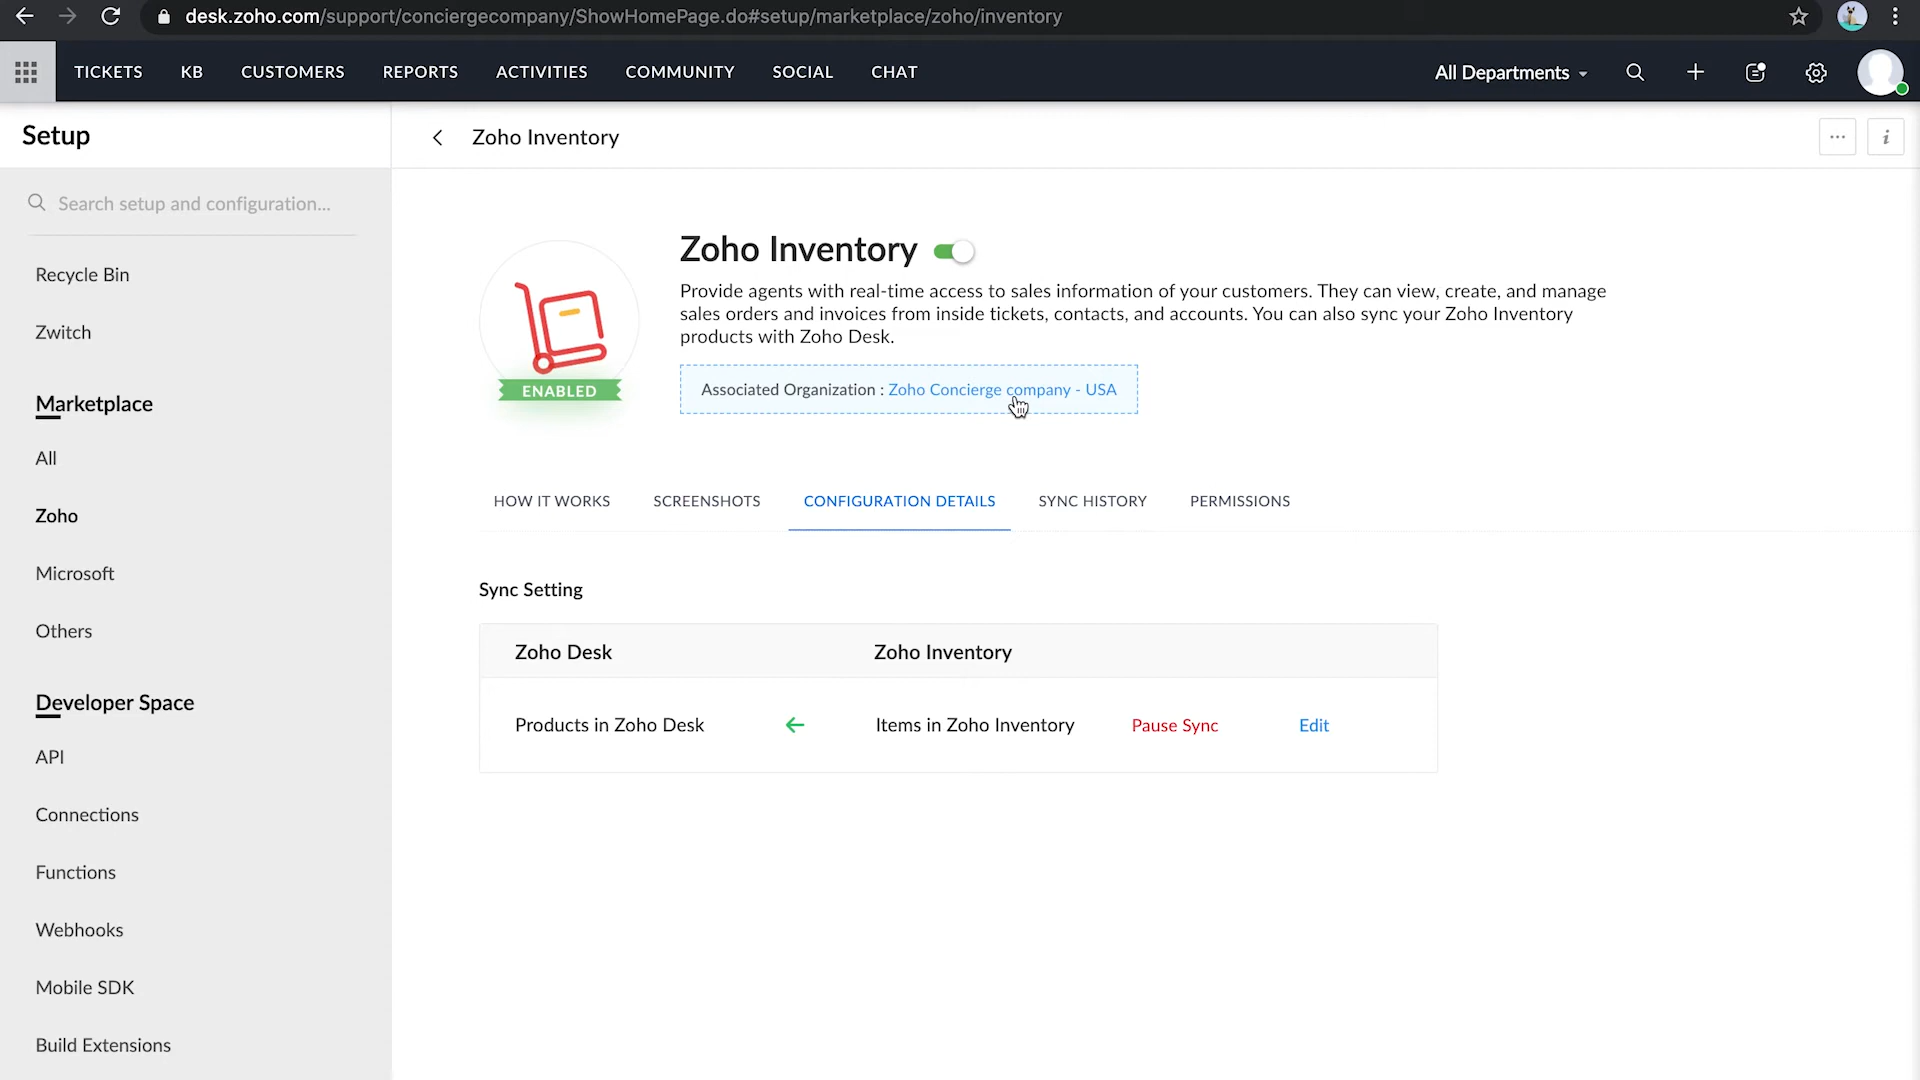 desk.zoho.com/support/conciergecompany/ShowHomePage.do#setup/marketplace/zoho/inventory
TICKETS KB CUSTOMERS REPORTS ACTIVITIES COMMUNITY SOCIAL CHAT All Departments
Setup
Zoho Inventory
i
Search setup and configuration...
Recycle Bin
Zwitch
Marketplace
All
Zoho
Microsoft
Others
Developer Space
API
Connections
Functions
Webhooks
Mobile SDK
Build Extensions
ENABLED
Zoho Inventory
Provide agents with real-time access to sales information of your customers. They can view, create, and manage
sales orders and invoices from inside tickets, contacts, and accounts. You can also sync your Zoho Inventory
products with Zoho Desk.
Associated Organization : Zoho Concierge company - USA
HOW IT WORKS SCREENSHOTS CONFIGURATION DETAILS SYNC HISTORY PERMISSIONS
Sync Setting
Zoho Desk Zoho Inventory
Products in Zoho Desk ← Items in Zoho Inventory Pause Sync Edit